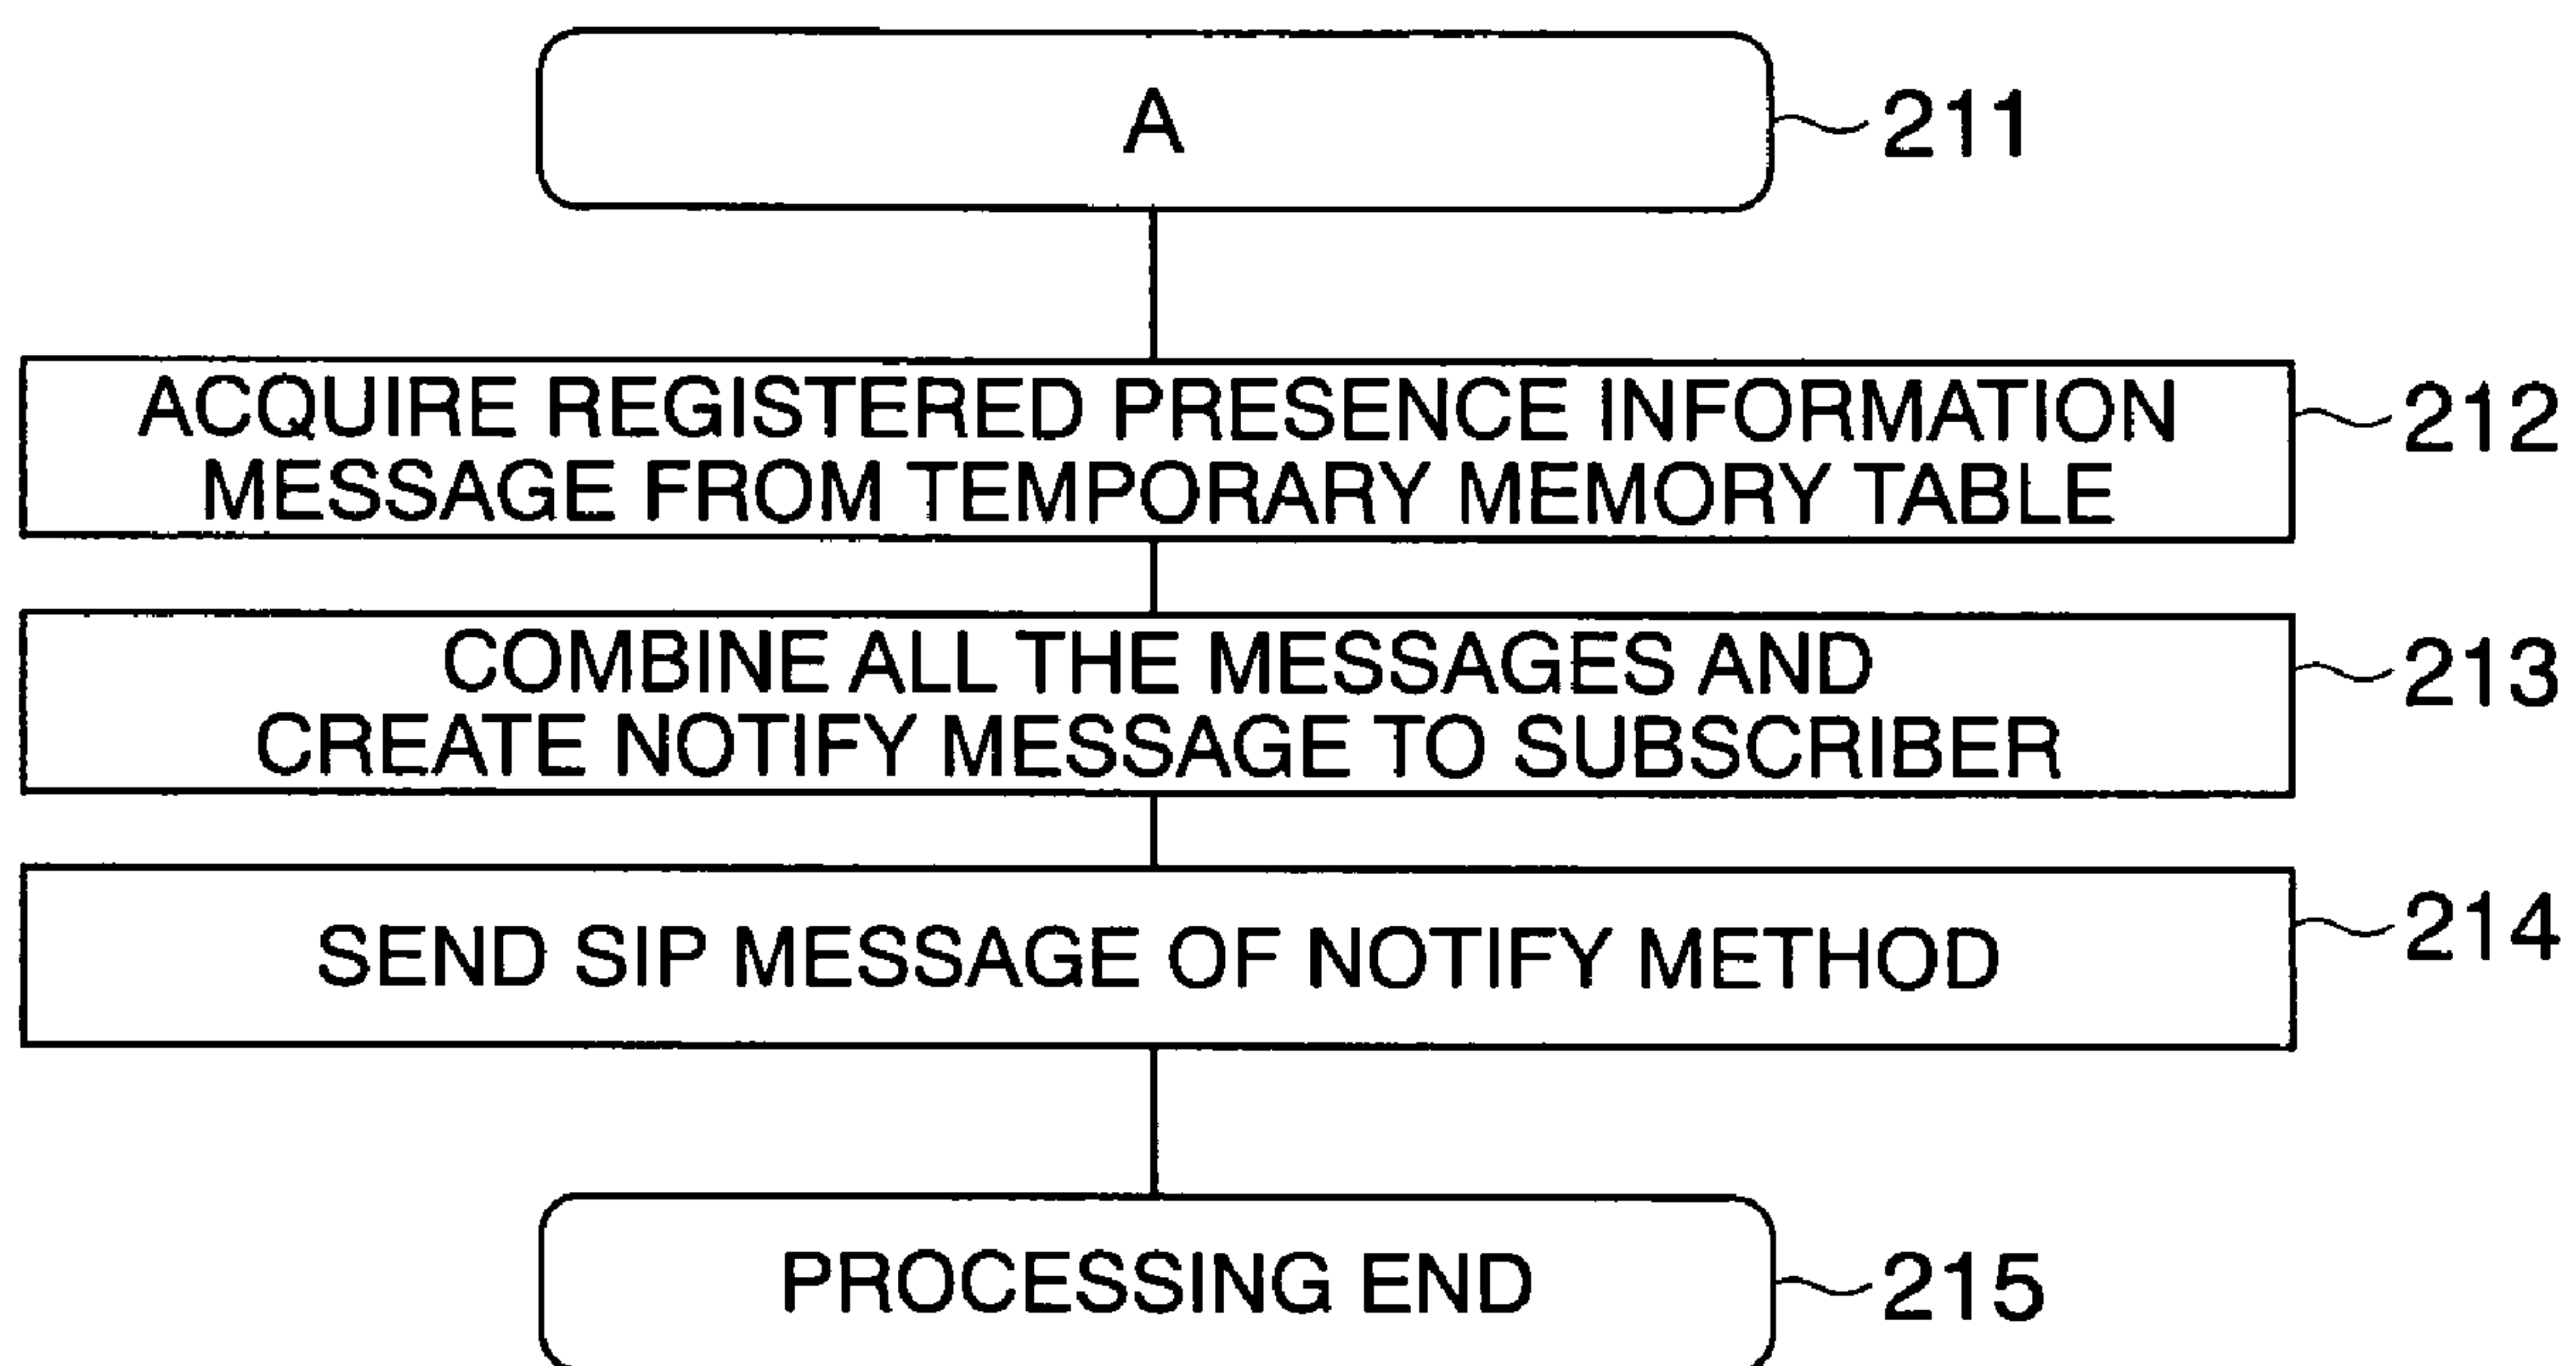 A
211
ACQUIRE REGISTERED PRESENCE INFORMATION
MESSAGE FROM TEMPORARY MEMORY TABLE
212
COMBINE ALL THE MESSAGES AND
CREATE NOTIFY MESSAGE TO SUBSCRIBER
213
SEND SIP MESSAGE OF NOTIFY METHOD
214
PROCESSING END
215